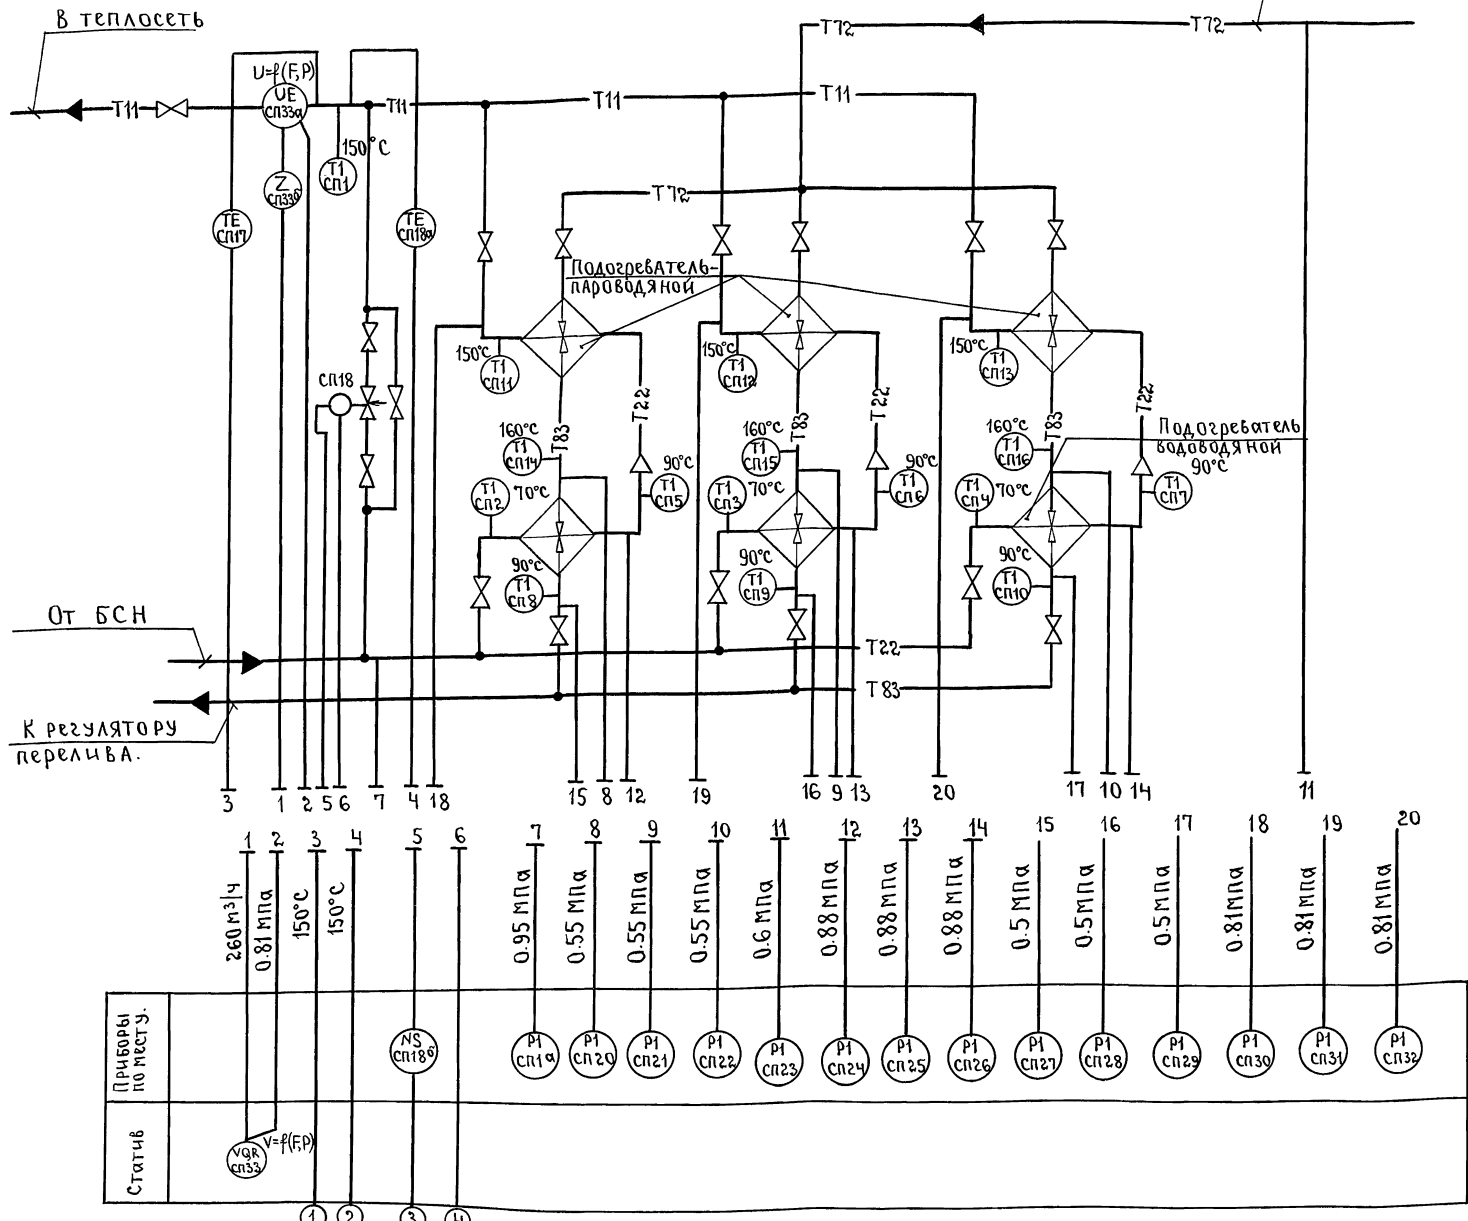 В теплосеть
Т72
Т72
U=f(F,P)
UE
СП33а
Т11
Т11
Т11
Т11
150°С
Т1
СП1
Z
СП33б
ТЕ
СП17
ТЕ
СП18а
Т72
Подогреватель-
пароводяной
150°С
Т1
СП11
150°С
Т1
СП12
150°С
Т1
СП13
СП18
Т22
Т22
Т22
Т83
Т83
Т83
160°С
Т1
СП14
160°С
Т1
СП15
160°С
Т1
СП16
Подогреватель
водоводяной
90°С
Т1
СП5
90°С
Т1
СП6
90°С
Т1
СП7
Т1
СП2
70°С
Т1
СП3
70°С
Т1
СП4
70°С
90°С
Т1
СП8
90°С
Т1
СП9
90°С
Т1
СП10
От БСН
Т22
Т83
К регулятору
перелива.
3 1 2 5 6 7 4 18 15 8 12 19 16 9 13 20 17 10 14 11
1 2 3 4 5 6 7 8 9 10 11 12 13 14 15 16 17 18 19 20
260 м³/ч
0.81 мпа
150°С
150°С
0.95 мпа
0.55 мпа
0.55 мпа
0.55 мпа
0.6 мпа
0.88 мпа
0.88 мпа
0.88 мпа
0.5 мпа
0.5 мпа
0.5 мпа
0.81 мпа
0.81 мпа
0.81 мпа
Приборы
по месту.
NS
СП18б
Р1
СП1а
Р1
СП20
Р1
СП21
Р1
СП22
Р1
СП23
Р1
СП24
Р1
СП25
Р1
СП26
Р1
СП27
Р1
СП28
Р1
СП29
Р1
СП30
Р1
СП31
Р1
СП32
Статив
VQR
СП33
V=f(F,P)
1 2 3 4